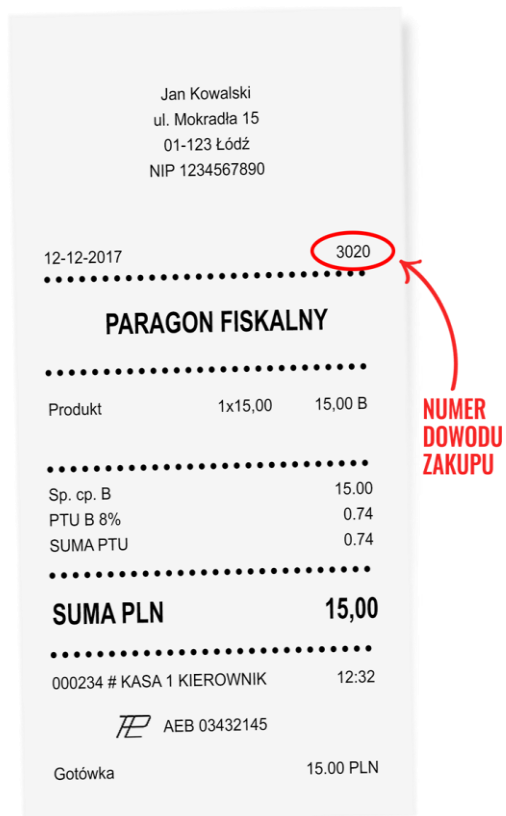 Jan Kowalski
ul. Mokradła 15
01-123 Łódź
NIP 1234567890
12-12-2017 3020
PARAGON FISKALNY
Produkt 1x15,00 15,00 B
NUMER
DOWODU
ZAKUPU
Sp. cp. B 15.00
PTU B 8% 0.74
SUMA PTU 0.74
SUMA PLN 15,00
000234 # KASA 1 KIEROWNIK 12:32
AEB 03432145
Gotówka 15.00 PLN